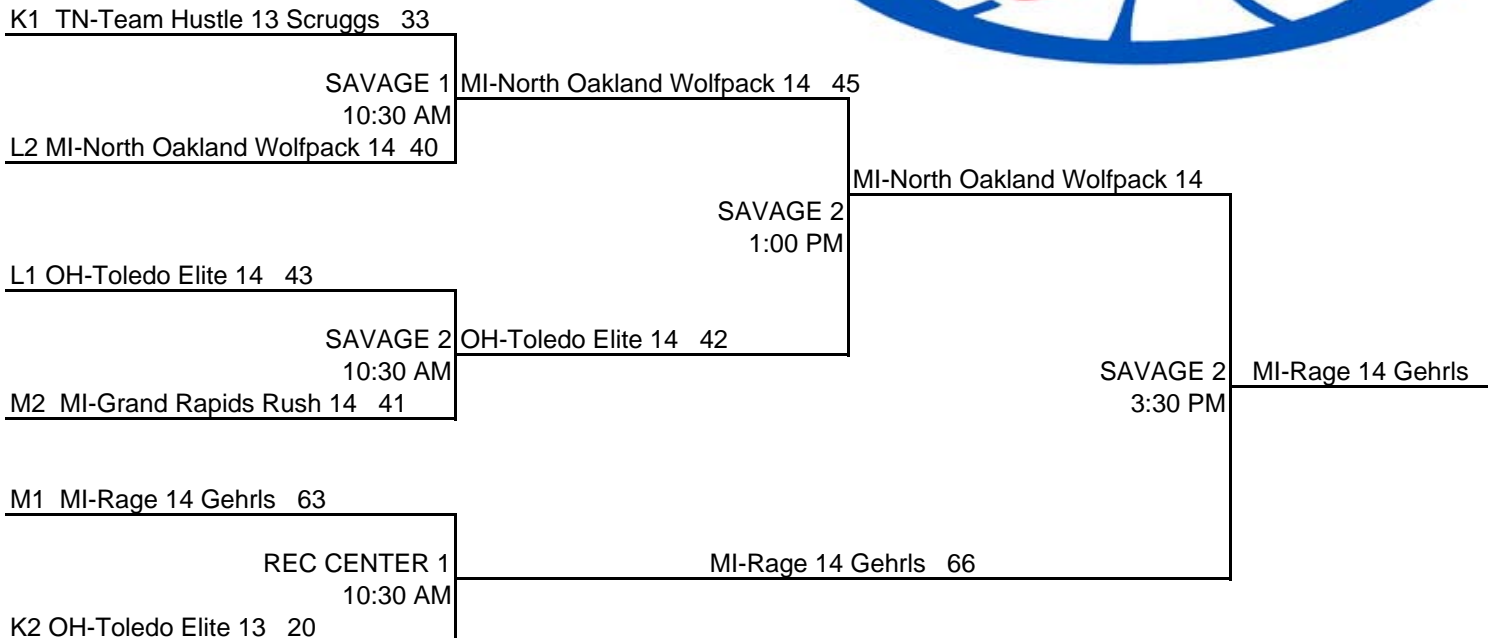 K1  TN-Team Hustle 13 Scruggs   33
SAVAGE 1
MI-North Oakland Wolfpack 14   45
10:30 AM
L2 MI-North Oakland Wolfpack 14  40
MI-North Oakland Wolfpack 14
SAVAGE 2
1:00 PM
L1 OH-Toledo Elite 14   43
SAVAGE 2
OH-Toledo Elite 14   42
10:30 AM
SAVAGE 2
MI-Rage 14 Gehrls
M2  MI-Grand Rapids Rush 14   41
3:30 PM
M1  MI-Rage 14 Gehrls   63
REC CENTER 1
MI-Rage 14 Gehrls   66
10:30 AM
K2 OH-Toledo Elite 13   20